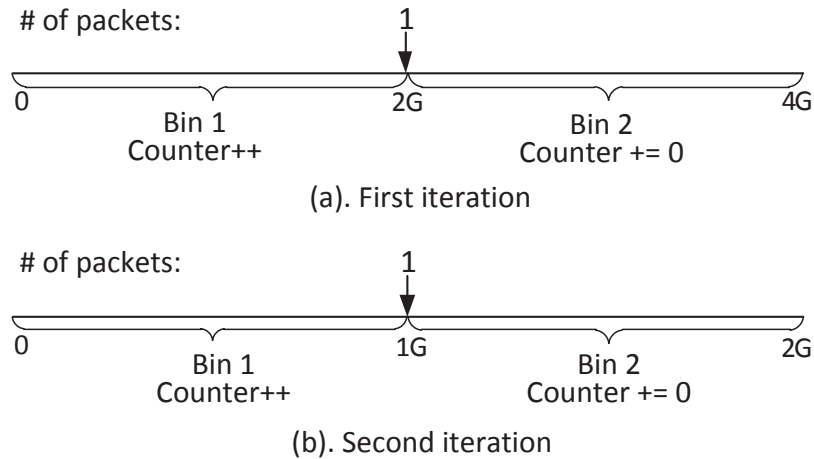 # of packets: 1
0 2G 4G
Bin 1 Bin 2
Counter++ Counter += 0
(a). First iteration
# of packets: 1
0 1G 2G
Bin 1 Bin 2
Counter++ Counter += 0
(b). Second iteration